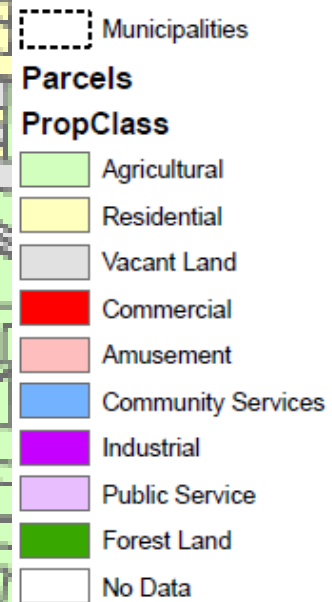 Municipalities
Parcels
PropClass
Agricultural
Residential
Vacant Land
Commercial
Amusement
Community Services
Industrial
Public Service
Forest Land
No Data